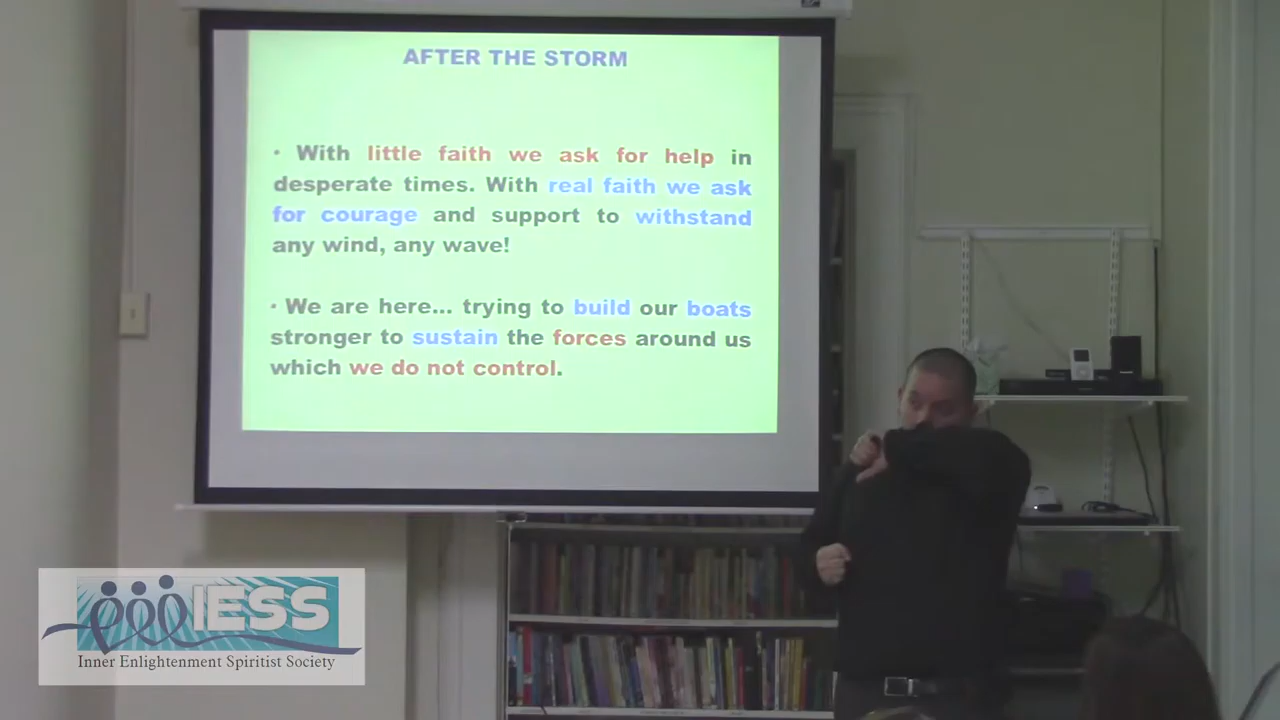 AFTER THE STORM
• With little faith we ask for help in
desperate times. With real faith we ask
for courage and support to withstand
any wind, any wave!
• We are here... trying to build our boats
stronger to sustain the forces around us
which we do not control.
IESS
Inner Enlightenment Spiritist Society